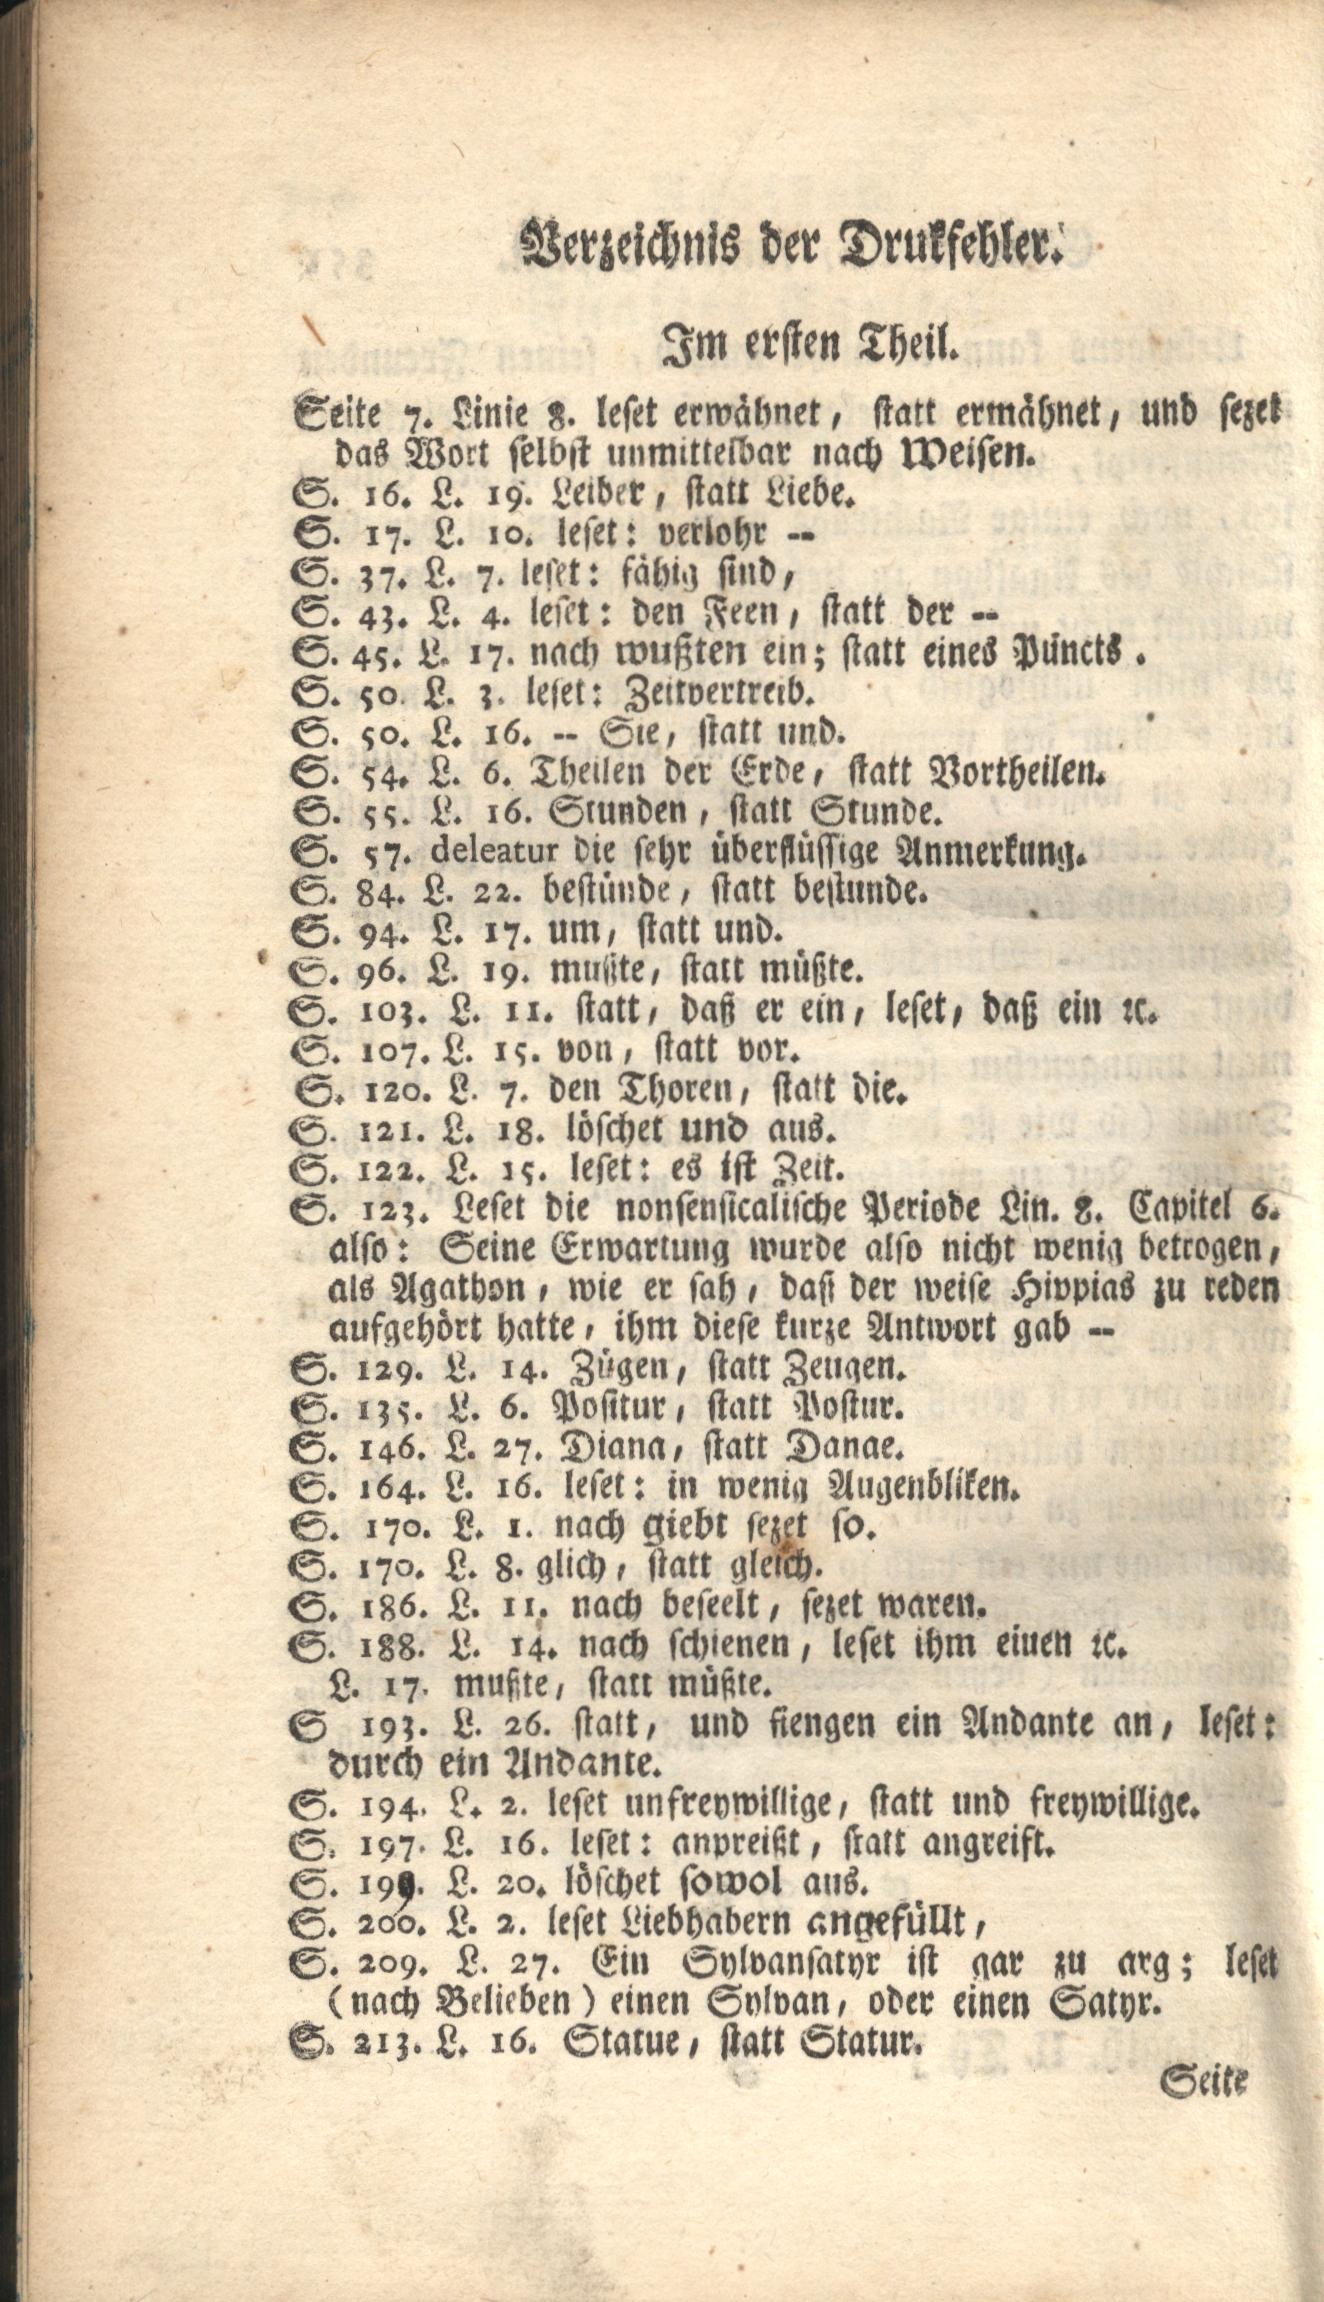 Verzeichnis der Drukfehler.
Im ersten Theil.
Seite 7. Linie 8. leset erwähnet, statt ermähnet, und sezet
das Wort selbst unmittelbar nach Weisen.
S. 16. L. 19. Leiber, statt Liebe.
S. 17. L. 10. leset: verlohr --
S. 37. L. 7. leset: fähig sind,
S. 43. L. 4. leset: den Feen, statt der --
S. 45. L. 17. nach wußten ein; statt eines Püncts.
S. 50. L. 3. leset: Zeitvertreib.
S. 50. L. 16. -- Sie, statt und.
S. 54. L. 6. Theilen der Erde, statt Vortheilen.
S. 55. L. 16. Stunden, statt Stunde.
S. 57. deleatur die sehr überflüssige Anmerkung.
S. 84. L. 22. bestünde, statt bestunde.
S. 94. L. 17. um, statt und.
S. 96. L. 19. mußte, statt müßte.
S. 103. L. 11. statt, daß er ein, leset, daß ein ꝛc.
S. 107. L. 15. von, statt vor.
S. 120. L. 7. den Thoren, statt die.
S. 121. L. 18. löschet und aus.
S. 122. L. 15. leset: es ist Zeit.
S. 123. Leset die nonsensicalische Periode Lin. 8. Capitel 6.
also: Seine Erwartung wurde also nicht wenig betrogen,
als Agathon, wie er sah, daß der weise Hippias zu reden
aufgehört hatte, ihm diese kurze Antwort gab --
S. 129. L. 14. Zügen, statt Zeugen.
S. 135. L. 6. Positur, statt Postur.
S. 146. L. 27. Diana, statt Danae.
S. 164. L. 16. leset: in wenig Augenbliken.
S. 170. L. 1. nach giebt sezet so.
S. 170. L. 8. glich, statt gleich.
S. 186. L. 11. nach beseelt, sezet waren.
S. 188. L. 14. nach schienen, leset ihm eiuen ꝛc.
L. 17. mußte, statt müßte.
S 193. L. 26. statt, und fiengen ein Andante an, leset:
durch ein Andante.
S. 194. L. 2. leset unfreywillige, statt und freywillige.
S. 197. L. 16. leset: anpreißt, statt angreift.
S. 199. L. 20. löschet sowol aus.
S. 200. L. 2. leset Liebhabern angefüllt,
S. 209. L. 27. Ein Sylvansatyr ist gar zu arg; leset
(nach Belieben) einen Sylvan, oder einen Satyr.
S. 213. L. 16. Statue, statt Statur.
Seite